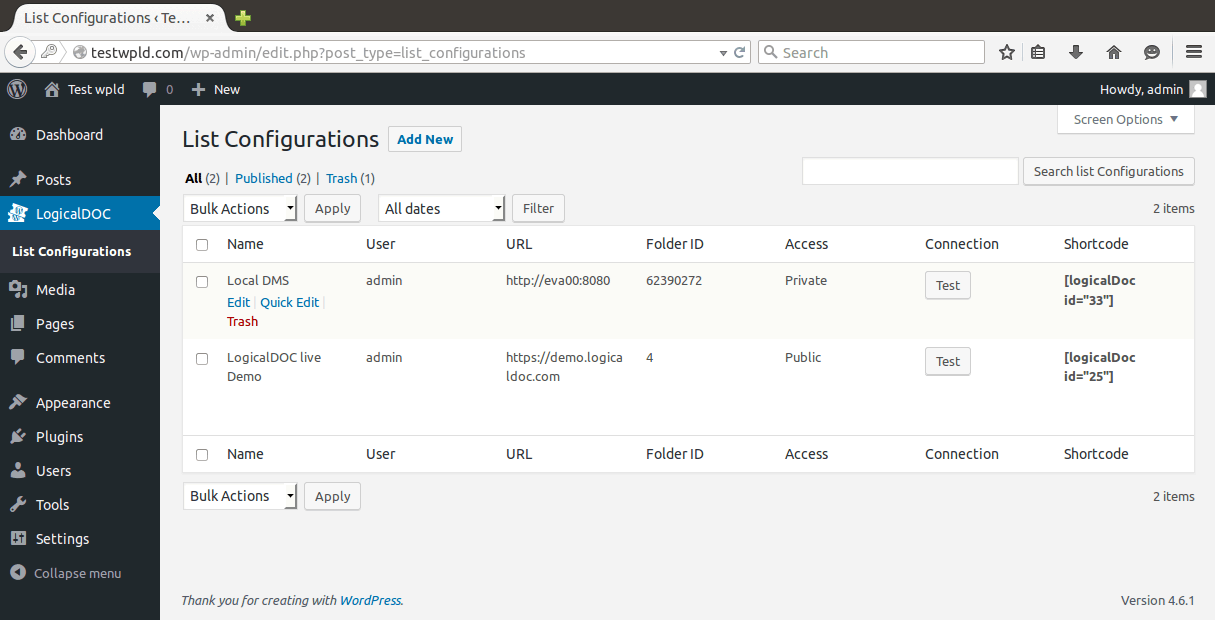 List Configurations ‹ Te...
testwpld.com/wp-admin/edit.php?post_type=list_configurations
Search
Test wpld
0
New
Howdy, admin
Dashboard
Posts
LogicalDOC
List Configurations
Media
Pages
Comments
Appearance
Plugins
Users
Tools
Settings
Collapse menu
Screen Options
List Configurations Add New
All (2) | Published (2) | Trash (1)
Search list Configurations
Bulk Actions Apply All dates Filter 2 items
Name User URL Folder ID Access Connection Shortcode
Local DMS admin http://eva00:8080 62390272 Private Test [logicalDoc
Edit | Quick Edit | id="33"]
Trash
LogicalDOC live admin https://demo.logica 4 Public Test [logicalDoc
Demo ldoc.com id="25"]
Name User URL Folder ID Access Connection Shortcode
Bulk Actions Apply 2 items
Thank you for creating with WordPress. Version 4.6.1